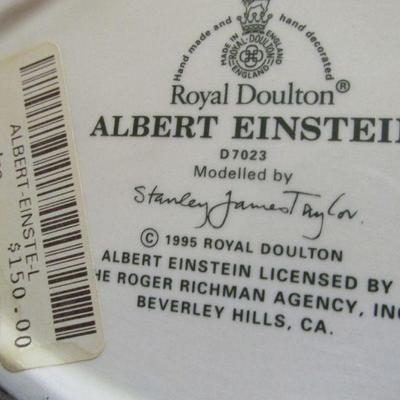 Hand made and hand decorated
MADE IN ENGLAND
ROYAL·DOULTON
ENGLAND
Royal Doulton®
ALBERT EINSTEIN
D7023
Modelled by
Stanley James Taylor.
© 1995 ROYAL DOULTON
ALBERT EINSTEIN LICENSED BY
HE ROGER RICHMAN AGENCY, INC
BEVERLEY HILLS, CA.
ALBERT-EINSTE-L
$150.00